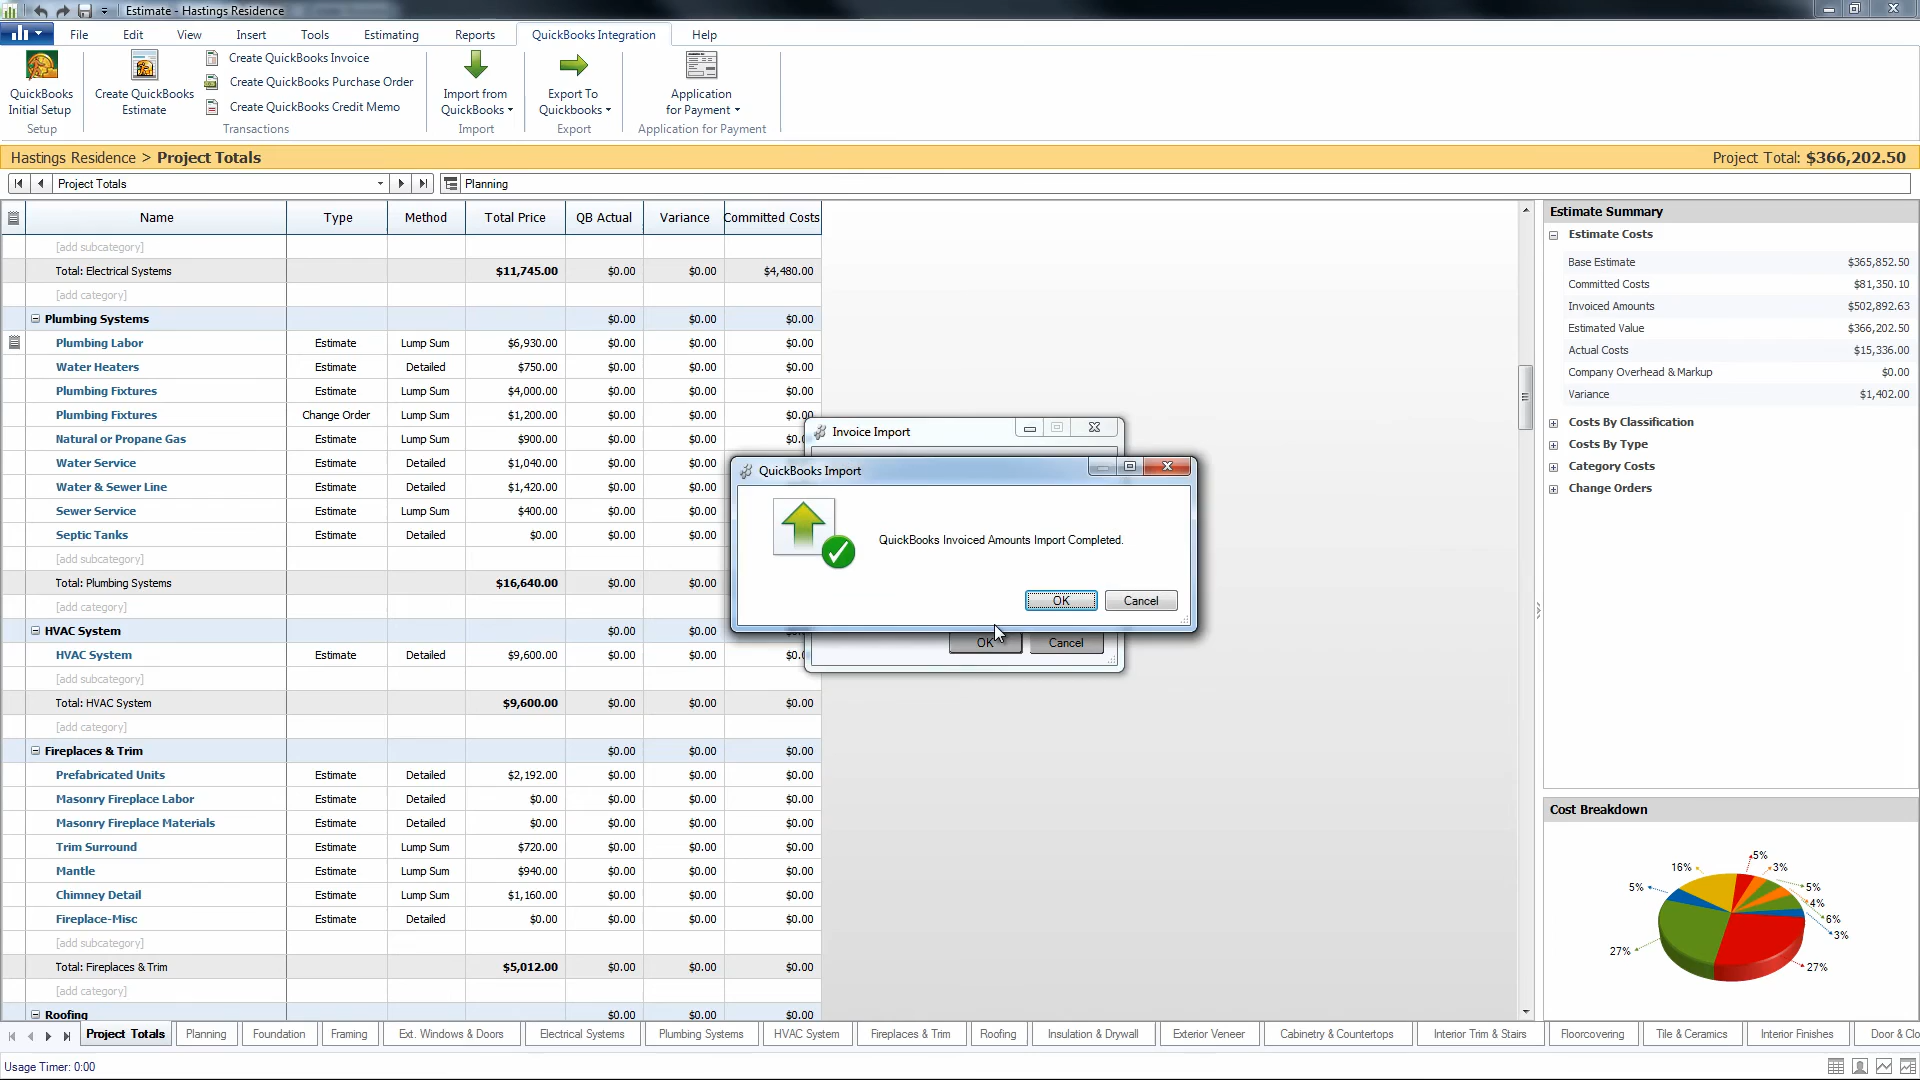 Estimate - Hastings Residence
File Edit View Insert Tools Estimating Reports QuickBooks Integration Help
QuickBooks Initial Setup
Setup
Create QuickBooks Estimate
Create QuickBooks Invoice
Create QuickBooks Purchase Order
Create QuickBooks Credit Memo
Transactions
Import from QuickBooks
Import
Export To Quickbooks
Export
Application for Payment
Application for Payment
Hastings Residence > Project Totals
Project Total: $366,202.50
Project Totals
Planning
Name Type Method Total Price QB Actual Variance Committed Costs
[add subcategory]
Total: Electrical Systems $11,745.00 $0.00 $0.00 $4,480.00
[add category]
Plumbing Systems $0.00 $0.00 $0.00
Plumbing Labor Estimate Lump Sum $6,930.00 $0.00 $0.00 $0.00
Water Heaters Estimate Detailed $750.00 $0.00 $0.00 $0.00
Plumbing Fixtures Estimate Lump Sum $4,000.00 $0.00 $0.00 $0.00
Plumbing Fixtures Change Order Lump Sum $1,200.00 $0.00 $0.00 $0.00
Natural or Propane Gas Estimate Lump Sum $900.00 $0.00 $0.00
Water Service Estimate Detailed $1,040.00 $0.00 $0.00
Water & Sewer Line Estimate Detailed $1,420.00 $0.00 $0.00
Sewer Service Estimate Lump Sum $400.00 $0.00 $0.00
Septic Tanks Estimate Detailed $0.00 $0.00 $0.00
[add subcategory]
Total: Plumbing Systems $16,640.00 $0.00 $0.00
[add category]
HVAC System $0.00 $0.00
HVAC System Estimate Detailed $9,600.00 $0.00 $0.00 $0.0
[add subcategory]
Total: HVAC System $9,600.00 $0.00 $0.00 $0.00
[add category]
Fireplaces & Trim $0.00 $0.00 $0.00
Prefabricated Units Estimate Detailed $2,192.00 $0.00 $0.00 $0.00
Masonry Fireplace Labor Estimate Detailed $0.00 $0.00 $0.00 $0.00
Masonry Fireplace Materials Estimate Detailed $0.00 $0.00 $0.00 $0.00
Trim Surround Estimate Lump Sum $720.00 $0.00 $0.00 $0.00
Mantle Estimate Lump Sum $940.00 $0.00 $0.00 $0.00
Chimney Detail Estimate Lump Sum $1,160.00 $0.00 $0.00 $0.00
Fireplace-Misc Estimate Detailed $0.00 $0.00 $0.00 $0.00
[add subcategory]
Total: Fireplaces & Trim $5,012.00 $0.00 $0.00 $0.00
[add category]
Roofing $0.00 $0.00 $0.00
Invoice Import
QuickBooks Import
QuickBooks Invoiced Amounts Import Completed.
OK Cancel
OK Cancel
Estimate Summary
Estimate Costs
Base Estimate $365,852.50
Committed Costs $81,350.10
Invoiced Amounts $502,892.63
Estimated Value $366,202.50
Actual Costs $15,336.00
Company Overhead & Markup $0.00
Variance $1,402.00
Costs By Classification
Costs By Type
Category Costs
Change Orders
Cost Breakdown
5%
16%
3%
5%
5%
4%
6%
3%
27%
27%
Project Totals Planning Foundation Framing Ext. Windows & Doors Electrical Systems Plumbing Systems HVAC System Fireplaces & Trim Roofing Insulation & Drywall Exterior Veneer Cabinetry & Countertops Interior Trim & Stairs Floorcovering Tile & Ceramics Interior Finishes Door & Clo
Usage Timer: 0:00